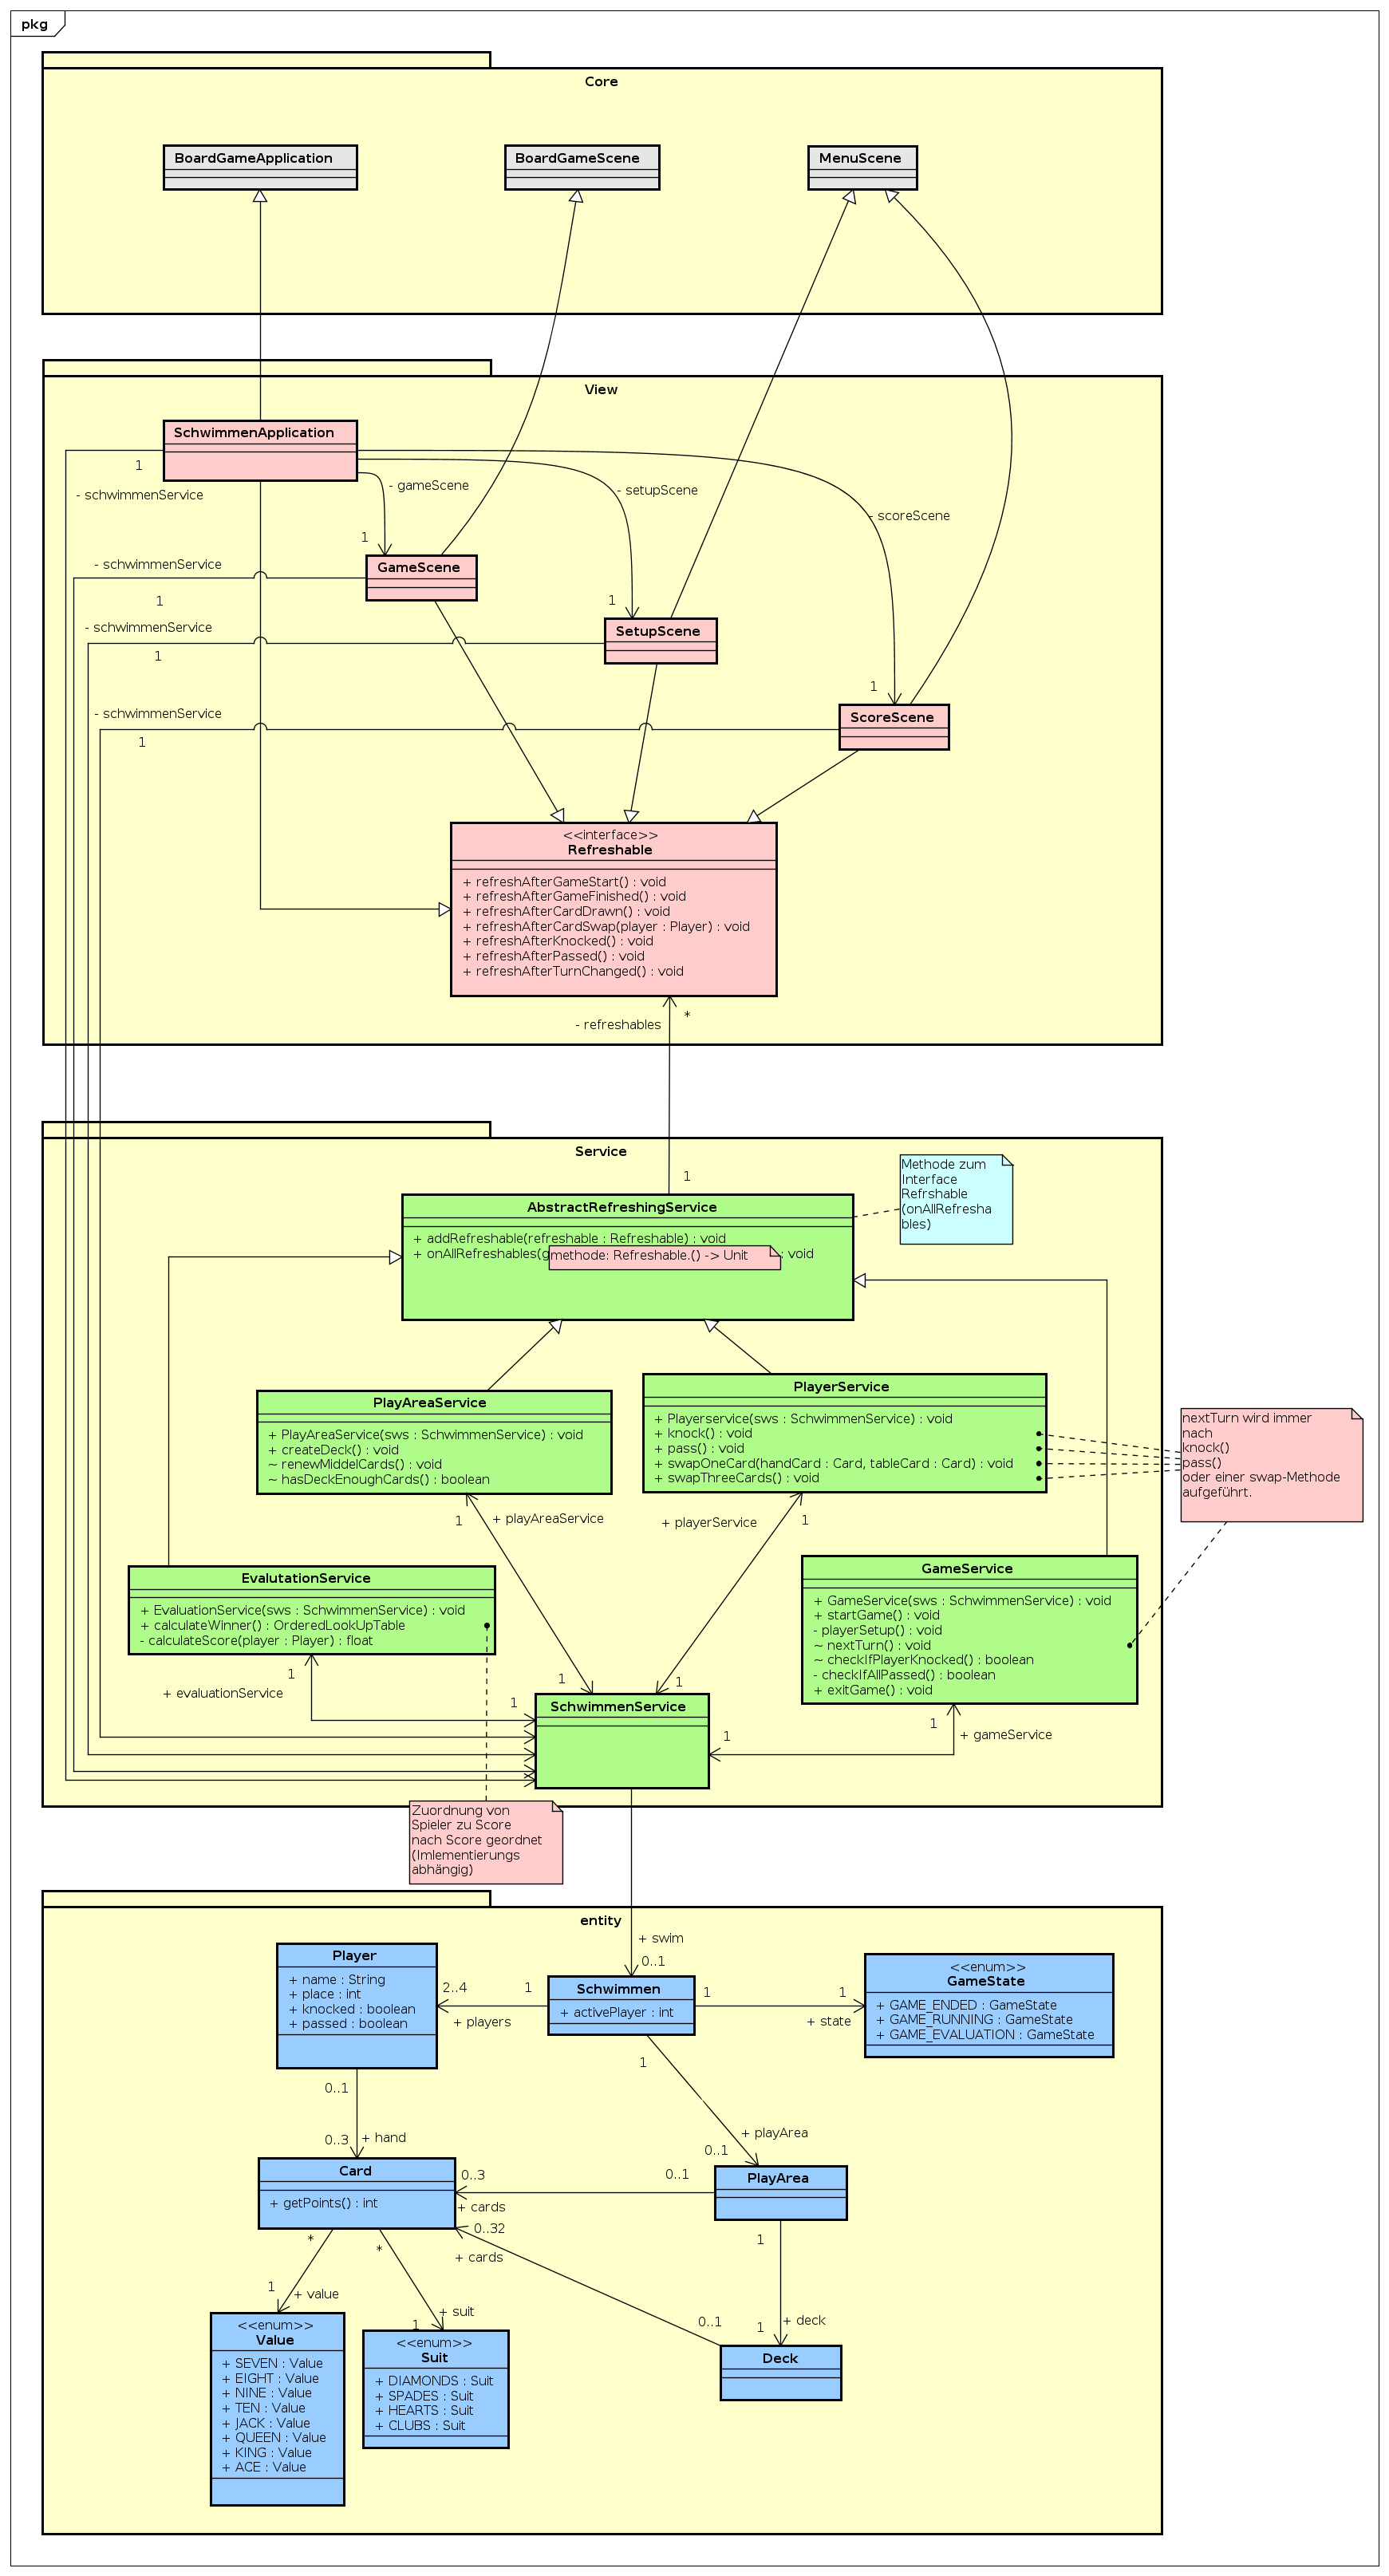 pkg
Core
BoardGameApplication
BoardGameScene
MenuScene
View
SchwimmenApplication
1
- schwimmenService
- gameScene
- setupScene
- scoreScene
1
GameScene
- schwimmenService
1
1
SetupScene
- schwimmenService
1
1
ScoreScene
- schwimmenService
1
<<interface>>
Refreshable
+ refreshAfterGameStart() : void
+ refreshAfterGameFinished() : void
+ refreshAfterCardDrawn() : void
+ refreshAfterCardSwap(player : Player) : void
+ refreshAfterKnocked() : void
+ refreshAfterPassed() : void
+ refreshAfterTurnChanged() : void
*
- refreshables
Service
1
Methode zum
Interface
Refrshable
(onAllRefresha
bles)
AbstractRefreshingService
+ addRefreshable(refreshable : Refreshable) : void
+ onAllRefreshables(g
methode: Refreshable.() -> Unit
: void
PlayAreaService
+ PlayAreaService(sws : SchwimmenService) : void
+ createDeck() : void
~ renewMiddelCards() : void
~ hasDeckEnoughCards() : boolean
PlayerService
+ Playerservice(sws : SchwimmenService) : void
+ knock() : void
+ pass() : void
+ swapOneCard(handCard : Card, tableCard : Card) : void
+ swapThreeCards() : void
nextTurn wird immer
nach
knock()
pass()
oder einer swap-Methode
aufgeführt.
1
+ playAreaService
+ playerService
1
EvalutationService
+ EvaluationService(sws : SchwimmenService) : void
+ calculateWinner() : OrderedLookUpTable
- calculateScore(player : Player) : float
GameService
+ GameService(sws : SchwimmenService) : void
+ startGame() : void
- playerSetup() : void
~ nextTurn() : void
~ checkIfPlayerKnocked() : boolean
- checkIfAllPassed() : boolean
+ exitGame() : void
1
+ evaluationService
1
1
1
SchwimmenService
1
1
+ gameService
Zuordnung von
Spieler zu Score
nach Score geordnet
(Imlementierungs
abhängig)
entity
+ swim
0..1
Player
+ name : String
+ place : int
+ knocked : boolean
+ passed : boolean
2..4
1
+ players
Schwimmen
+ activePlayer : int
1
1
+ state
<<enum>>
GameState
+ GAME_ENDED : GameState
+ GAME_RUNNING : GameState
+ GAME_EVALUATION : GameState
1
0..1
0..3
+ hand
+ playArea
0..1
Card
+ getPoints() : int
0..3
0..1
+ cards
PlayArea
0..32
+ cards
*
*
1
1
+ value
+ suit
1
0..1
1
+ deck
<<enum>>
Value
+ SEVEN : Value
+ EIGHT : Value
+ NINE : Value
+ TEN : Value
+ JACK : Value
+ QUEEN : Value
+ KING : Value
+ ACE : Value
<<enum>>
Suit
+ DIAMONDS : Suit
+ SPADES : Suit
+ HEARTS : Suit
+ CLUBS : Suit
Deck